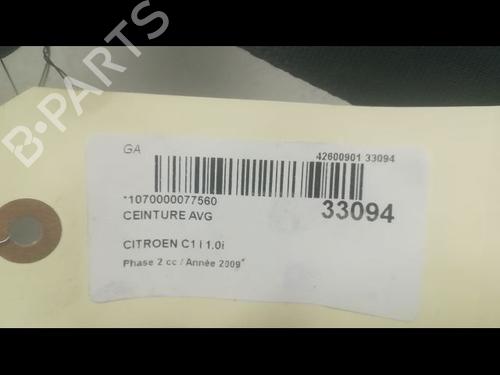 B-PARTS
GA
42600901 33094
*1070000077560
33094
CEINTURE AVG
CITROEN C1 I 1.0i
Phase 2 cc / Année 2009*